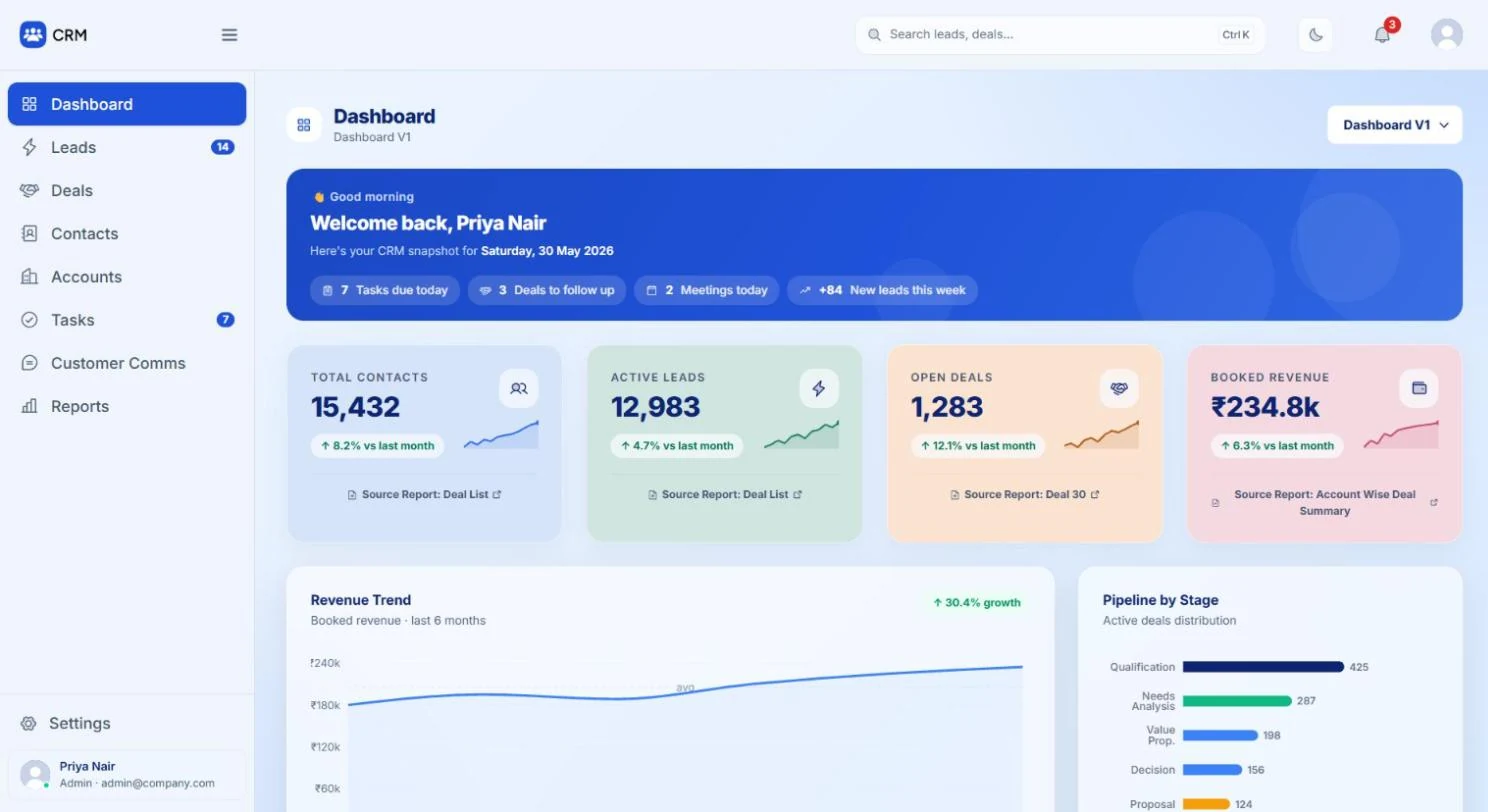 CRM
Search leads, deals...
Ctrl K
3
Dashboard
Leads
14
Deals
Contacts
Accounts
Tasks
7
Customer Comms
Reports
Settings
Priya Nair
Admin · admin@company.com
Dashboard
Dashboard V1
Dashboard V1
👋 Good morning
Welcome back, Priya Nair
Here's your CRM snapshot for Saturday, 30 May 2026
7 Tasks due today
3 Deals to follow up
2 Meetings today
+84 New leads this week
TOTAL CONTACTS
15,432
↑ 8.2% vs last month
Source Report: Deal List
ACTIVE LEADS
12,983
↑ 4.7% vs last month
Source Report: Deal List
OPEN DEALS
1,283
↑ 12.1% vs last month
Source Report: Deal 30
BOOKED REVENUE
₹234.8k
↑ 6.3% vs last month
Source Report: Account Wise Deal
Summary
Revenue Trend
Booked revenue · last 6 months
↑ 30.4% growth
₹240k
avg
₹180k
₹120k
₹60k
Pipeline by Stage
Active deals distribution
Qualification 425
Needs
Analysis 287
Value
Prop. 198
Decision 156
Proposal 124